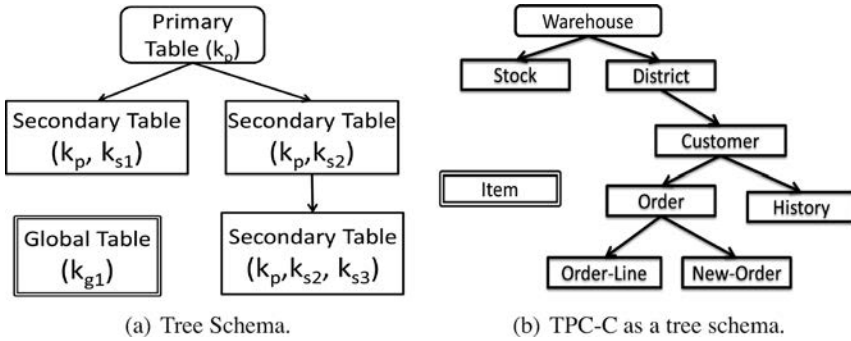 Primary
Table (kp)
Secondary Table
(kp, ks1)
Secondary Table
(kp,ks2)
Global Table
(kg1)
Secondary Table
(kp,ks2, ks3)
(a) Tree Schema.
Warehouse
Stock
District
Customer
Item
Order
History
Order-Line
New-Order
(b) TPC-C as a tree schema.